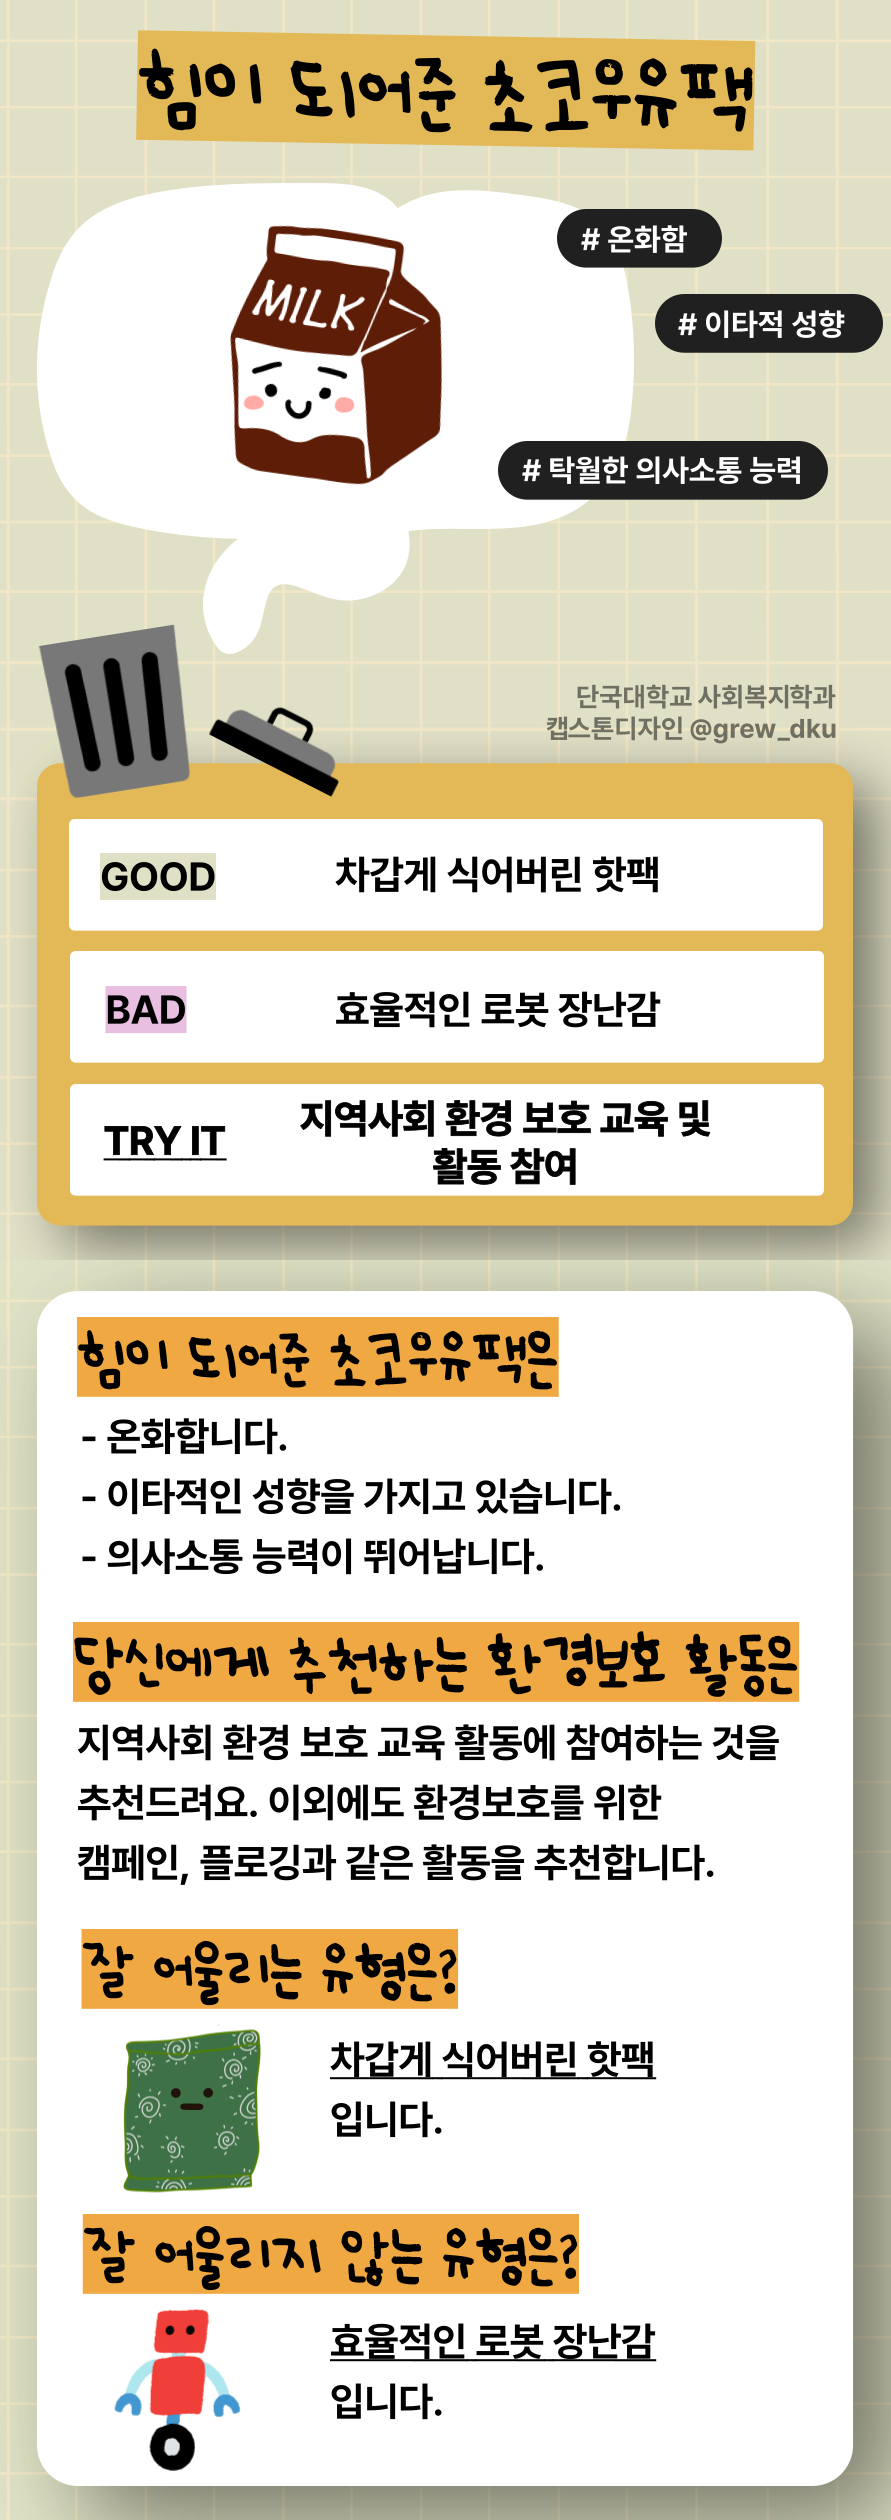 힘이 되어준 초코우유팩
MILK
# 온화함
# 이타적 성향
# 탁월한 의사소통 능력
단국대학교 사회복지학과
캡스톤디자인 @grew_dku
GOOD 차갑게 식어버린 핫팩
BAD 효율적인 로봇 장난감
TRY IT 지역사회 환경 보호 교육 및
활동 참여
힘이 되어준 초코우유팩은
- 온화합니다.
- 이타적인 성향을 가지고 있습니다.
- 의사소통 능력이 뛰어납니다.
당신에게 추천하는 환경보호 활동은
지역사회 환경 보호 교육 활동에 참여하는 것을
추천드려요. 이외에도 환경보호를 위한
캠페인, 플로깅과 같은 활동을 추천합니다.
잘 어울리는 유형은?
차갑게 식어버린 핫팩
입니다.
잘 어울리지 않는 유형은?
효율적인 로봇 장난감
입니다.